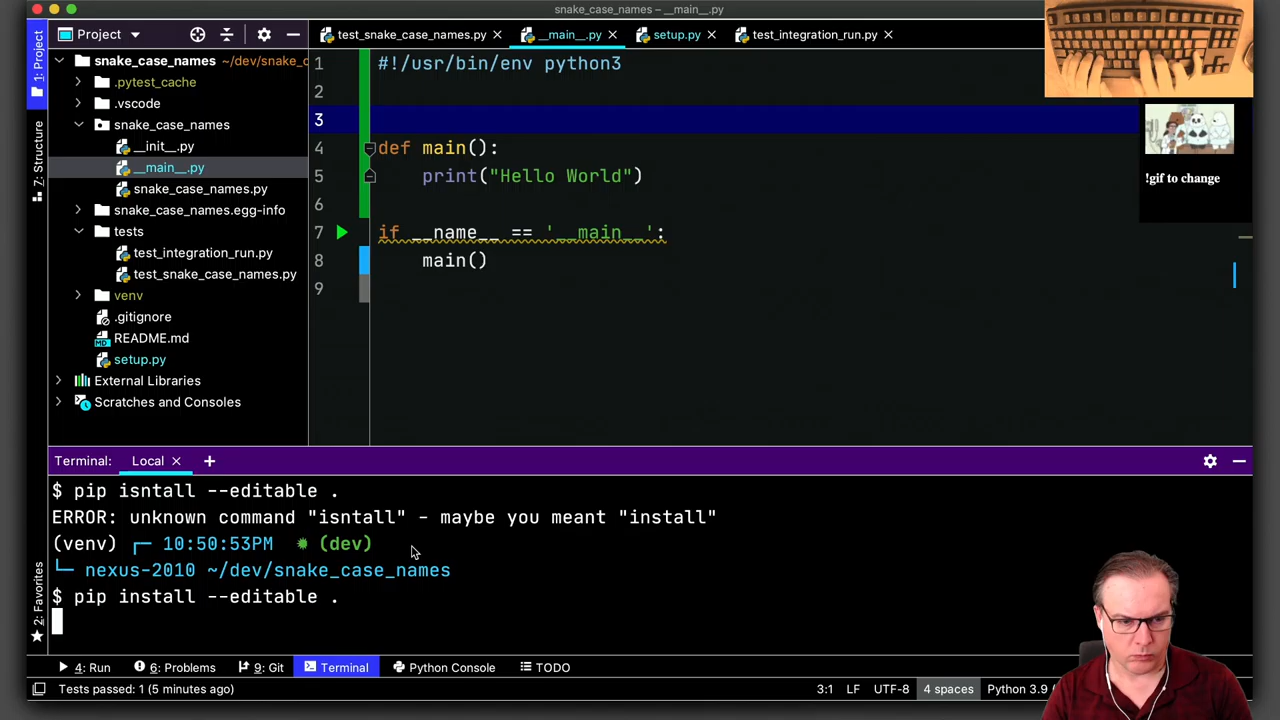 snake_case_names – __main__.py
Project
test_snake_case_names.py
__main__.py
setup.py
test_integration_run.py
1: Project
7: Structure
2: Favorites
snake_case_names ~/dev/snake_c
.pytest_cache
.vscode
snake_case_names
__init__.py
__main__.py
snake_case_names.py
snake_case_names.egg-info
tests
test_integration_run.py
test_snake_case_names.py
venv
.gitignore
README.md
setup.py
External Libraries
Scratches and Consoles
1 #!/usr/bin/env python3
2
3
4 def main():
5 print("Hello World")
6
7 if __name__ == '__main__':
8 main()
9
!gif to change
Terminal: Local +
$ pip isntall --editable .
ERROR: unknown command "isntall" - maybe you meant "install"
(venv) 10:50:53PM (dev)
nexus-2010 ~/dev/snake_case_names
$ pip install --editable .
4: Run
6: Problems
9: Git
Terminal
Python Console
TODO
Tests passed: 1 (5 minutes ago)
3:1 LF UTF-8 4 spaces Python 3.9